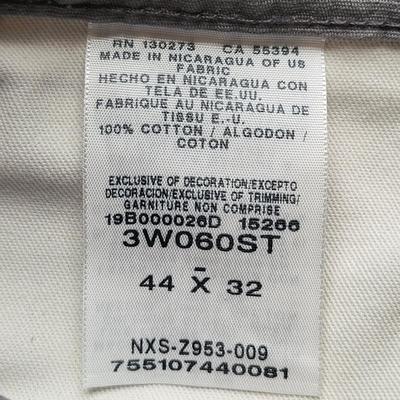 RN 130273 CA 55394
MADE IN NICARAGUA OF US
FABRIC
HECHO EN NICARAGUA CON
TELA DE EE.UU.
FABRIQUE AU NICARAGUA DE
TISSU E.-U.
100% COTTON / ALGODON /
COTON
EXCLUSIVE OF DECORATION/EXCEPTO
DECORACION/EXCLUSIVE OF TRIMMING/
GARNITURE NON COMPRISE
19B000026D 15266
3W060ST
-
44 X 32
NXS-Z953-009
755107440081